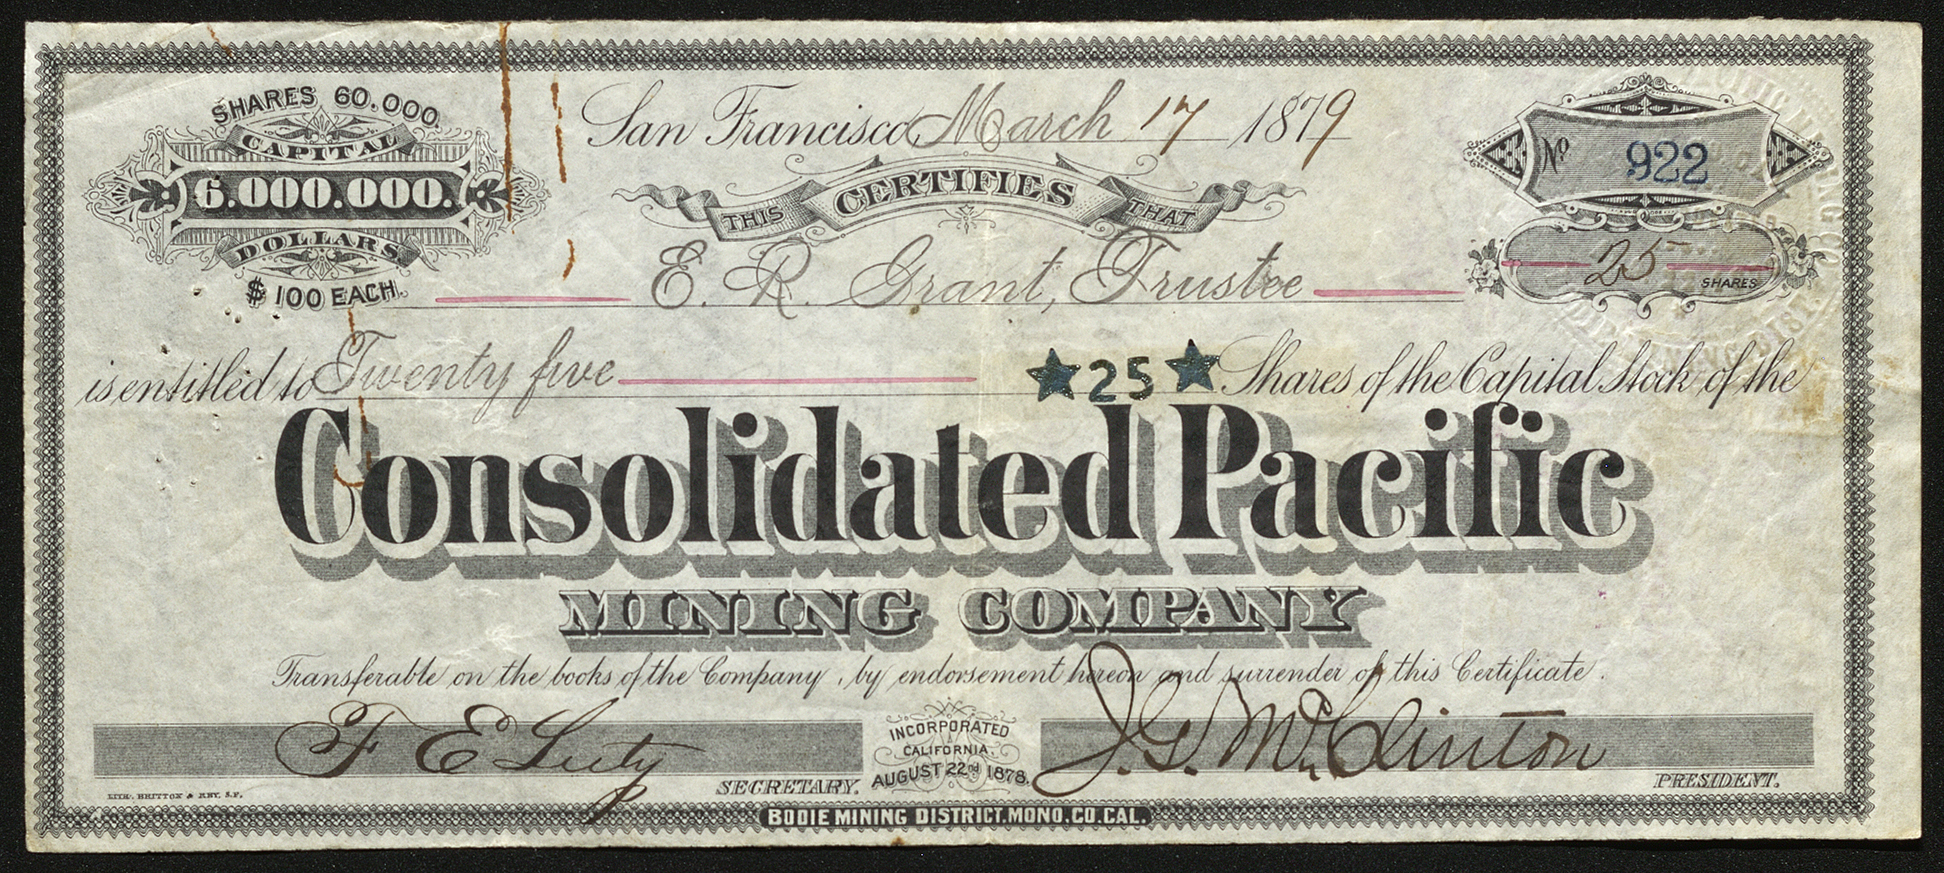 SHARES 60.000.
CAPITAL
6.000.000.
DOLLARS
$100 EACH.
San Francisco March 17 1879
THIS CERTIFIES THAT
No 922
E. R. Grant, Trustee
25 SHARES
is entitled to Twenty five ★25★ Shares of the Capital Stock of the
Consolidated Pacific
MINING COMPANY
Transferable on the books of the Company, by endorsement hereon and surrender of this Certificate.
F E Luty
SECRETARY.
INCORPORATED
CALIFORNIA.
AUGUST 22nd 1878.
J. G. McClinton
PRESIDENT.
LITH. BRITTON & REY. S.F.
BODIE MINING DISTRICT. MONO. CO. CAL.